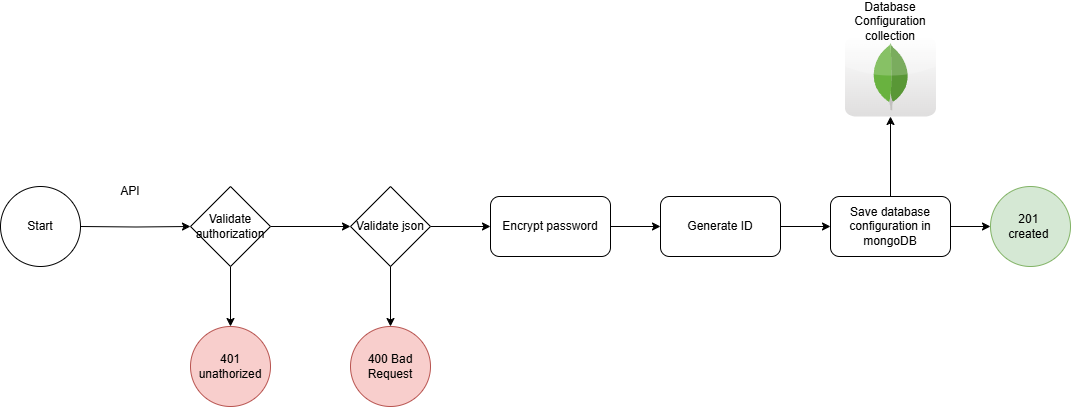 Database
Configuration
collection
API
Start
Validate
authorization
Validate json
Encrypt password
Generate ID
Save database
configuration in
mongoDB
201
created
401
unathorized
400 Bad
Request